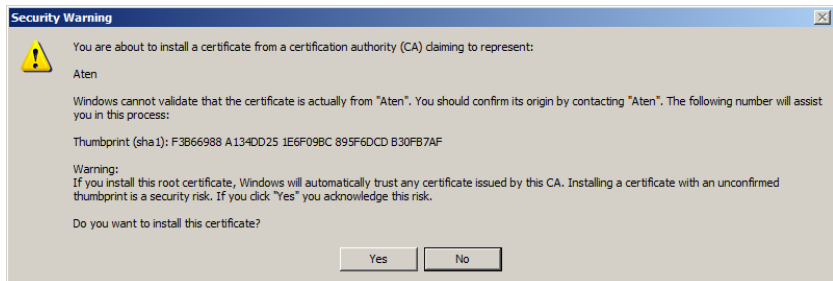 Security Warning
You are about to install a certificate from a certification authority (CA) claiming to represent:
Aten
Windows cannot validate that the certificate is actually from "Aten". You should confirm its origin by contacting "Aten". The following number will assist
you in this process:
Thumbprint (sha1): F3B66988 A134DD25 1E6F09BC 895F6DCD B30FB7AF
Warning:
If you install this root certificate, Windows will automatically trust any certificate issued by this CA. Installing a certificate with an unconfirmed
thumbprint is a security risk. If you click "Yes" you acknowledge this risk.
Do you want to install this certificate?
Yes
No